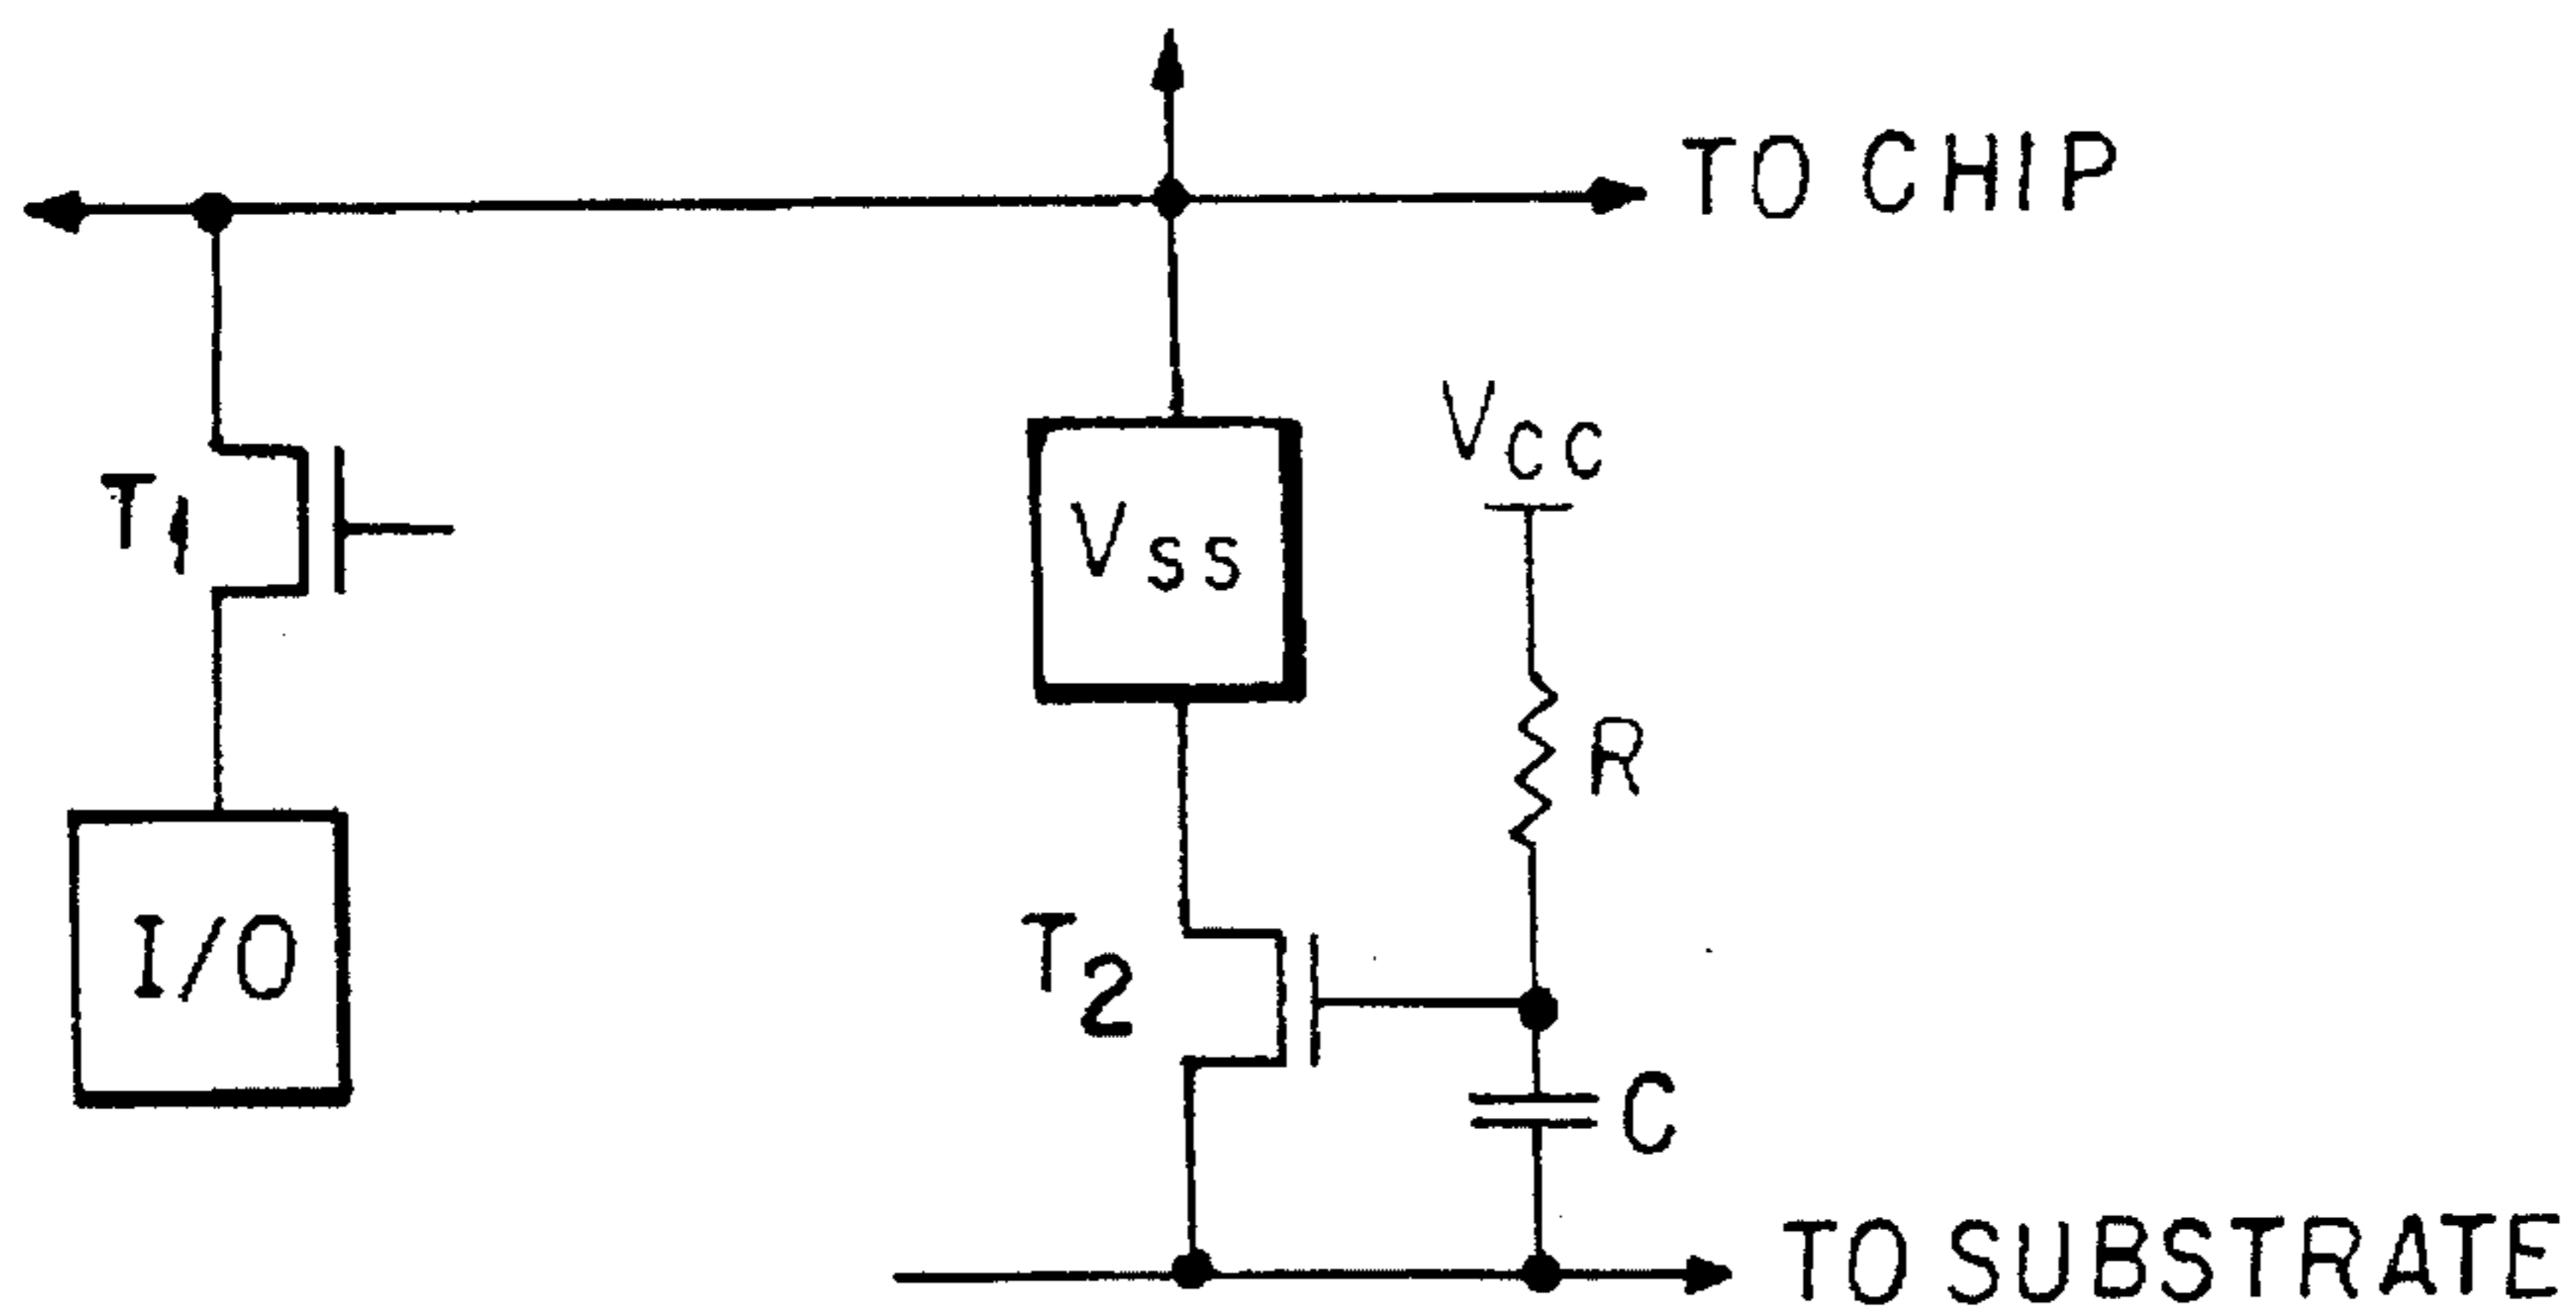 TO CHIP
VCC
T1
VSS
R
I/O
T2
C
TO SUBSTRATE